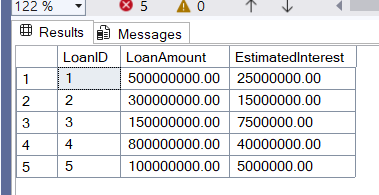 122 % 5 0
Results Messages
LoanID LoanAmount EstimatedInterest
1 1 500000000.00 25000000.00
2 2 300000000.00 15000000.00
3 3 150000000.00 7500000.00
4 4 800000000.00 40000000.00
5 5 100000000.00 5000000.00